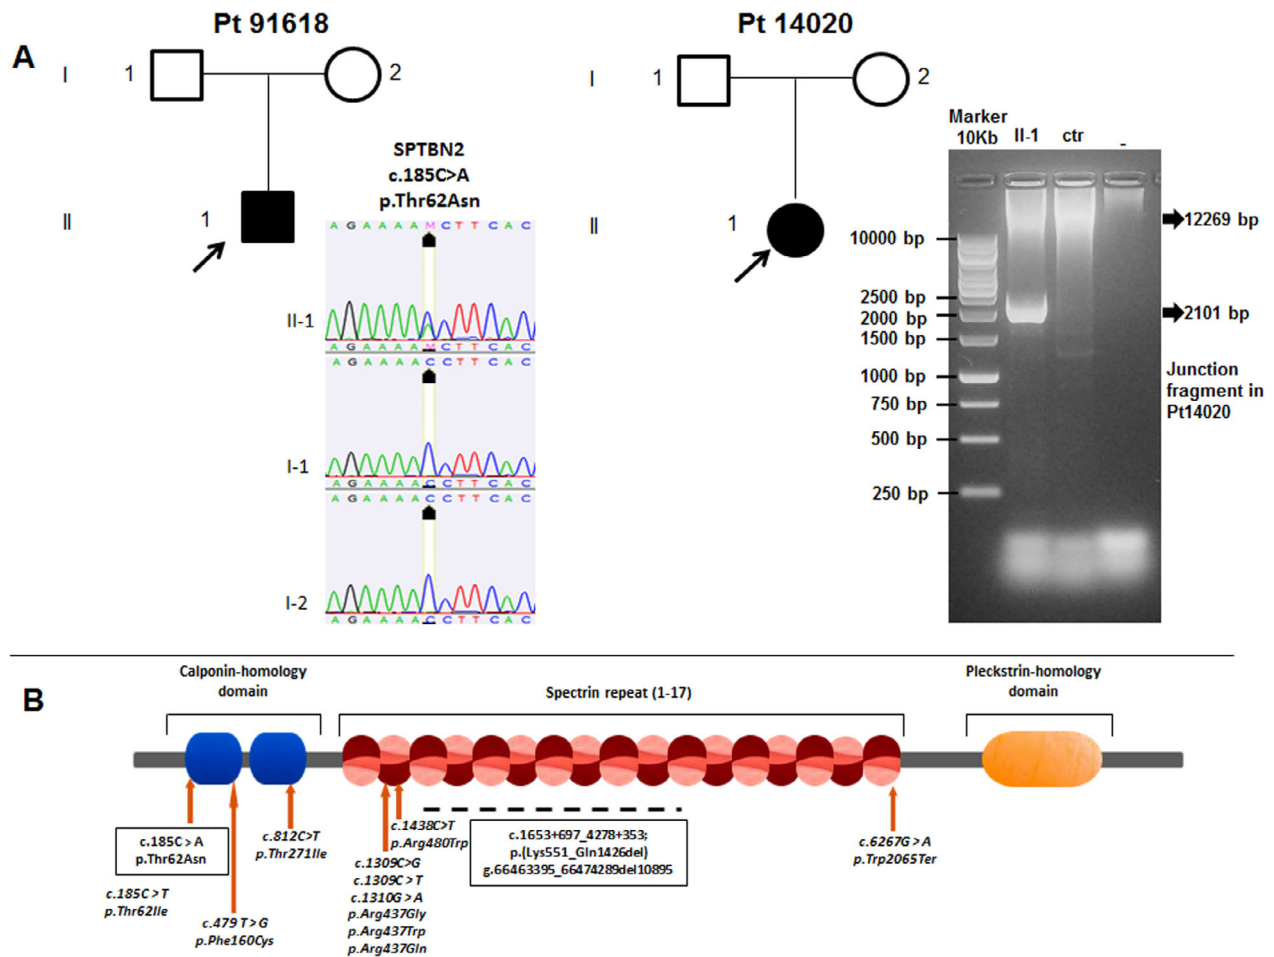 Pt 91618
Pt 14020
A
I
1
2
I
1
2
SPTBN2
c.185C>A
p.Thr62Asn
II
1
II
1
AGAAAAMCTTCAC
II-1
AGAAAAMCTTCAC
AGAAAACCTTCAC
I-1
AGAAAACCTTCAC
AGAAAACCTTCAC
I-2
AGAAAACCTTCAC
Marker
10Kb
II-1
ctr
-
10000 bp
2500 bp
2000 bp
1500 bp
1000 bp
750 bp
500 bp
250 bp
12269 bp
2101 bp
Junction
fragment in
Pt14020
B
Calponin-homology
domain
Spectrin repeat (1-17)
Pleckstrin-homology
domain
c.185C > A
p.Thr62Asn
c.185C > T
p.Thr62Ile
c.479 T > G
p.Phe160Cys
c.812C>T
p.Thr271Ile
c.1438C>T
p.Arg480Trp
c.1309C>G
c.1309C > T
c.1310G > A
p.Arg437Gly
p.Arg437Trp
p.Arg437Gln
c.1653+697_4278+353;
p.(Lys551_Gln1426del)
g.66463395_66474289del10895
c.6267G > A
p.Trp2065Ter